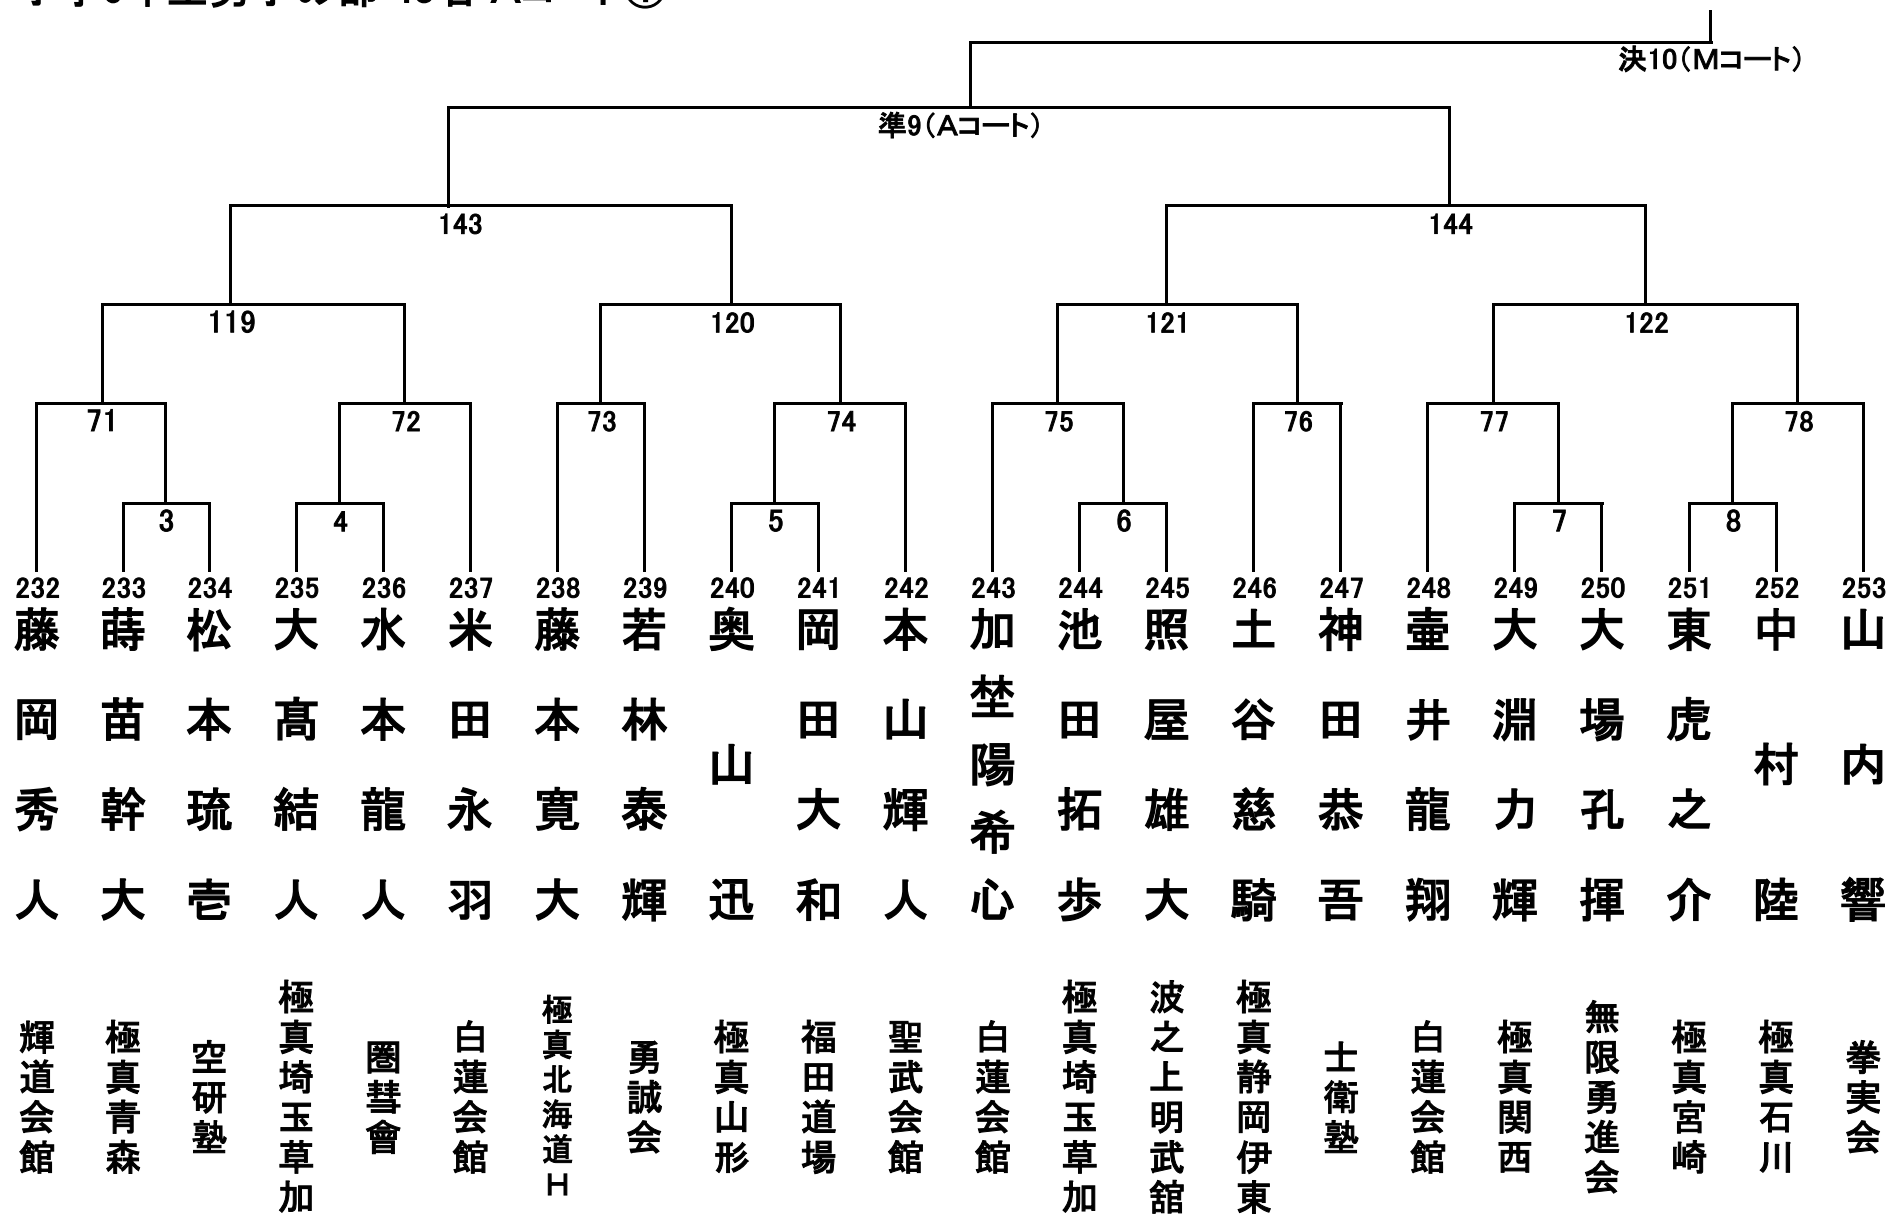 決10(Mコート)
準9(Aコート)
143
144
119
120
121
122
71
72
73
74
75
76
77
78
3
4
5
6
7
8
232
藤岡秀人
輝道会館
233
蒔苗幹大
極真青森
234
松本琉壱
空研塾
235
大髙結人
極真埼玉草加
236
水本龍人
圏彗會
237
米田永羽
白蓮会館
238
藤本寛大
極真北海道H
239
若林泰輝
勇誠会
240
奥山迅
極真山形
241
岡田大和
福田道場
242
本山輝人
聖武会館
243
加埜陽希心
白蓮会館
244
池田拓歩
極真埼玉草加
245
照屋雄大
波之上明武舘
246
土谷慈騎
極真静岡伊東
247
神田恭吾
士衛塾
248
壷井龍翔
白蓮会館
249
大淵力輝
極真関西
250
大場孔揮
無限勇進会
251
東虎之介
極真宮崎
252
中村陸
極真石川
253
山内響
拳実会